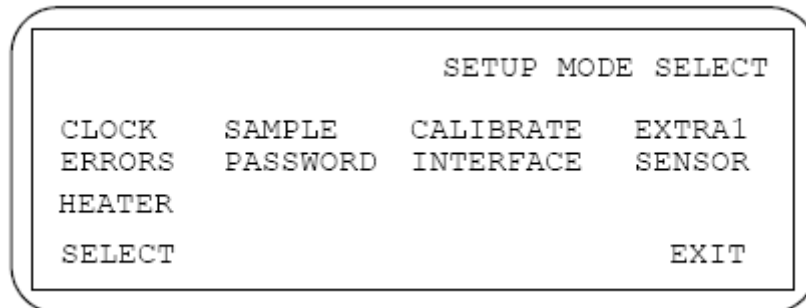 SETUP MODE SELECT
CLOCK SAMPLE CALIBRATE EXTRA1
ERRORS PASSWORD INTERFACE SENSOR
HEATER
SELECT EXIT